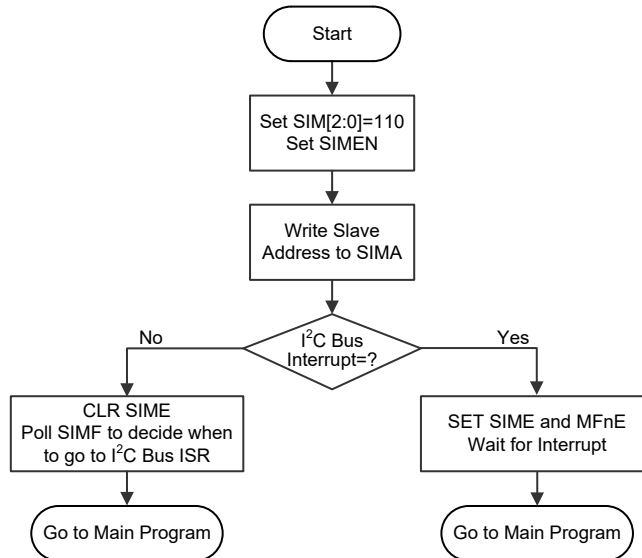 Start
Set SIM[2:0]=110
Set SIMEN
Write Slave
Address to SIMA
I²C Bus
Interrupt=?
No
Yes
CLR SIME
Poll SIMF to decide when
to go to I²C Bus ISR
SET SIME and MFnE
Wait for Interrupt
Go to Main Program
Go to Main Program